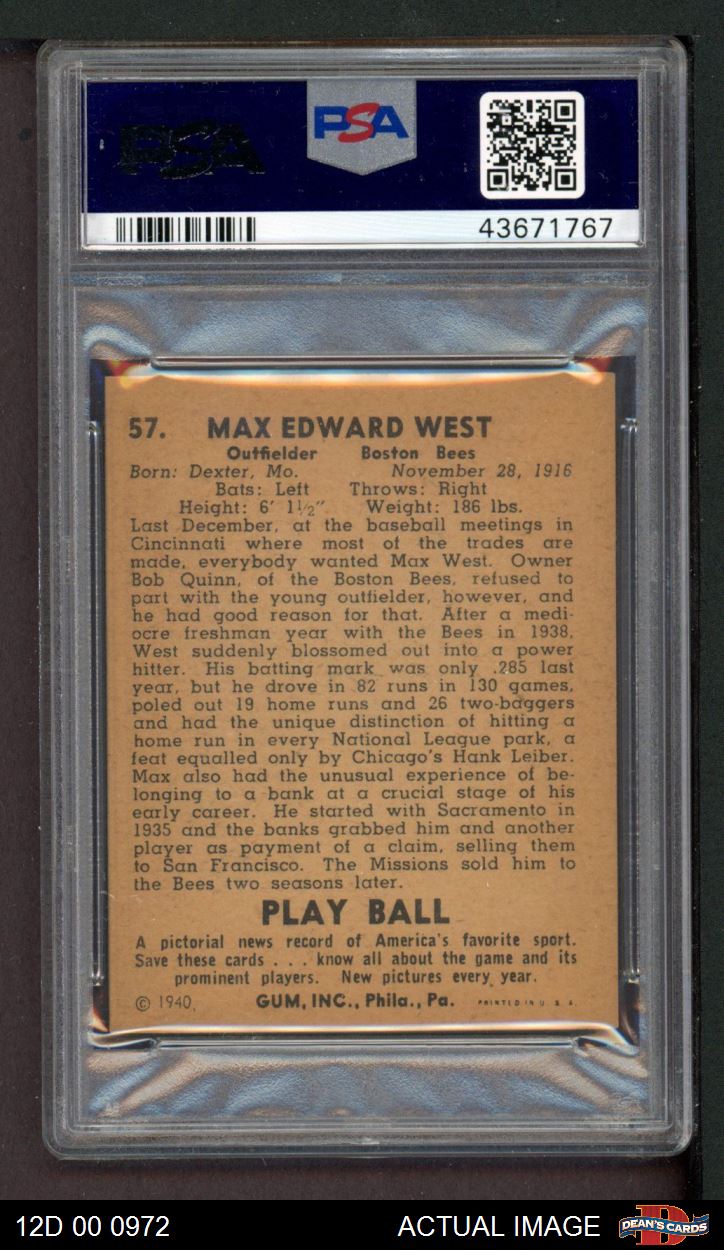 PSA
PSA
43671767
57. MAX EDWARD WEST
Outfielder Boston Bees
Born: Dexter, Mo. November 28, 1916
Bats: Left Throws: Right
Height: 6' 1½" Weight: 186 lbs.
Last December, at the baseball meetings in
Cincinnati where most of the trades are
made, everybody wanted Max West. Owner
Bob Quinn, of the Boston Bees, refused to
part with the young outfielder, however, and
he had good reason for that. After a medi-
ocre freshman year with the Bees in 1938,
West suddenly blossomed out into a power
hitter. His batting mark was only .285 last
year, but he drove in 82 runs in 130 games,
poled out 19 home runs and 26 two-baggers
and had the unique distinction of hitting a
home run in every National League park, a
feat equalled only by Chicago's Hank Leiber.
Max also had the unusual experience of be-
longing to a bank at a crucial stage of his
early career. He started with Sacramento in
1935 and the banks grabbed him and another
player as payment of a claim, selling them
to San Francisco. The Missions sold him to
the Bees two seasons later.
PLAY BALL
A pictorial news record of America's favorite sport.
Save these cards . . . know all about the game and its
prominent players. New pictures every year.
© 1940, GUM, INC., Phila., Pa. PRINTED IN U. S. A.
12D 00 0972 ACTUAL IMAGE DEAN'S CARDS